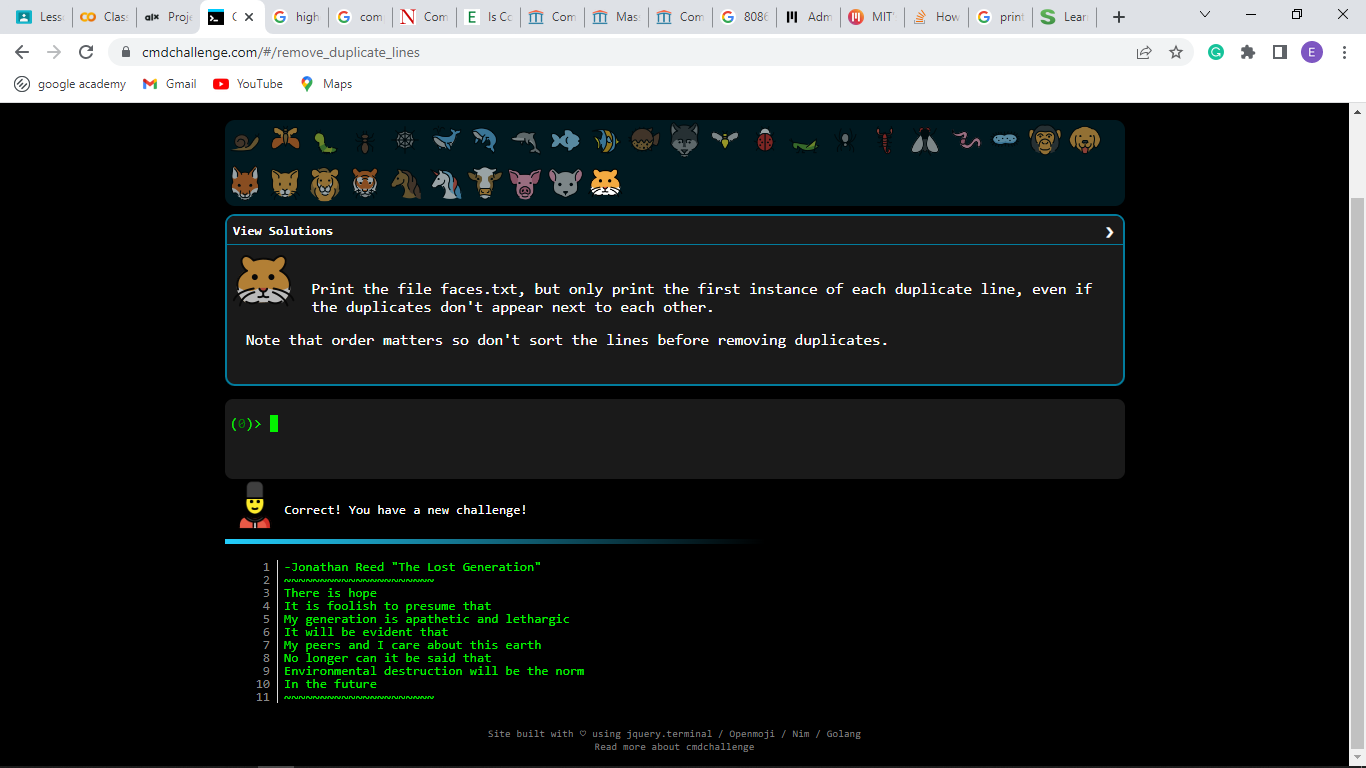 Less
Clas
alx Proje
C
high
com
N Com
E Is Co
Com
Mas
Com
8086
Adm
MIT
How
print
Lear
cmdchallenge.com/#/remove_duplicate_lines
G
E
google academy
Gmail
YouTube
Maps
View Solutions
Print the file faces.txt, but only print the first instance of each duplicate line, even if
the duplicates don't appear next to each other.
Note that order matters so don't sort the lines before removing duplicates.
(0)>
Correct! You have a new challenge!
1 -Jonathan Reed "The Lost Generation"
2 ~~~~~~~~~~~~~~~~~~~~~
3 There is hope
4 It is foolish to presume that
5 My generation is apathetic and lethargic
6 It will be evident that
7 My peers and I care about this earth
8 No longer can it be said that
9 Environmental destruction will be the norm
10 In the future
11 ~~~~~~~~~~~~~~~~~~~~~
Site built with ♡ using jquery.terminal / Openmoji / Nim / Golang
Read more about cmdchallenge